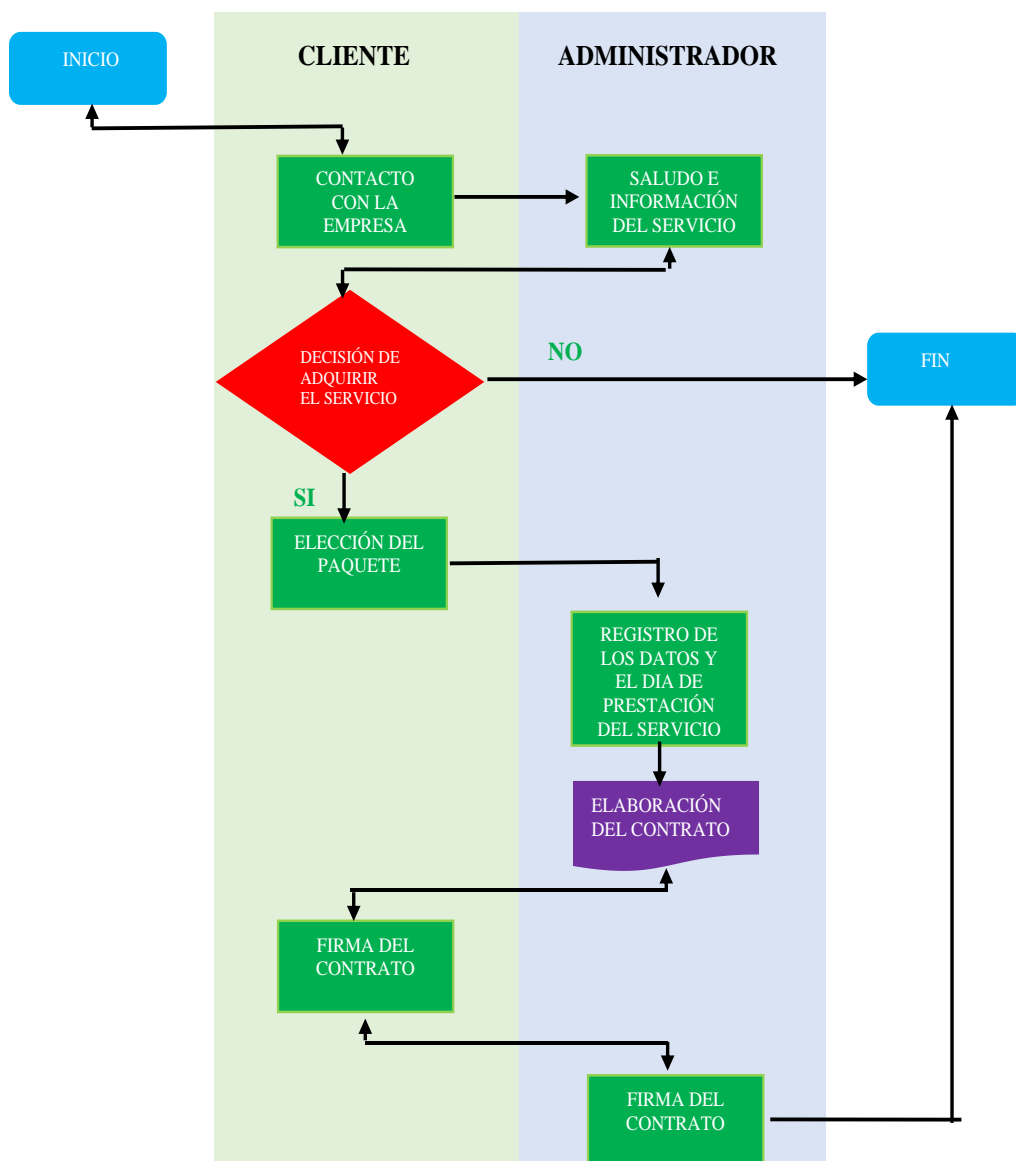 CLIENTE
ADMINISTRADOR
INICIO
CONTACTO
CON LA
EMPRESA
SALUDO E
INFORMACIÓN
DEL SERVICIO
DECISIÓN DE
ADQUIRIR
EL SERVICIO
NO
FIN
SI
ELECCIÓN DEL
PAQUETE
REGISTRO DE
LOS DATOS Y
EL DIA DE
PRESTACIÓN
DEL SERVICIO
ELABORACIÓN
DEL CONTRATO
FIRMA DEL
CONTRATO
FIRMA DEL
CONTRATO